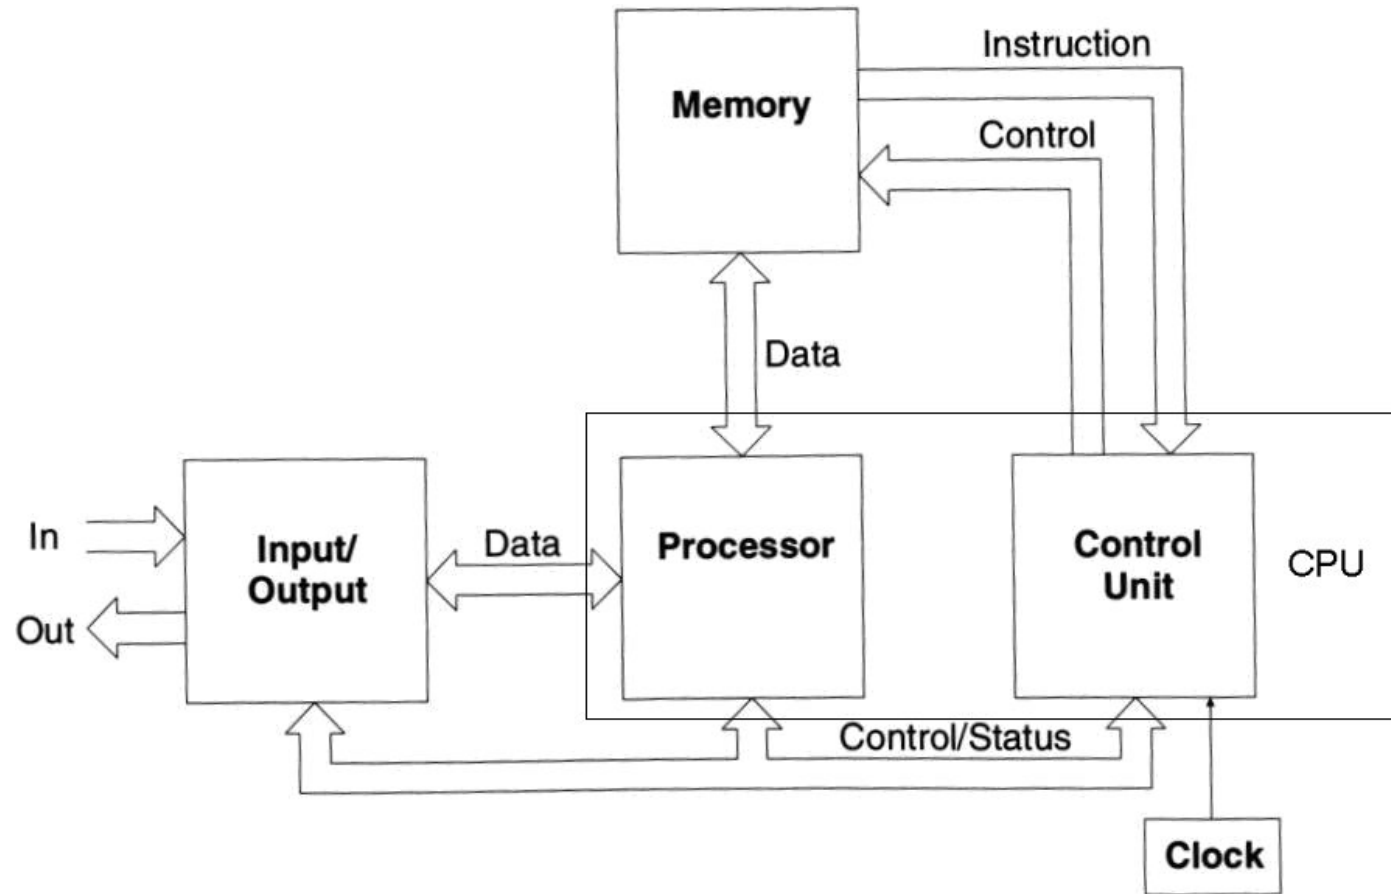 Instruction
Memory
Control
Data
In
Input/
Output
Data
Processor
Control
Unit
CPU
Out
Control/Status
Clock